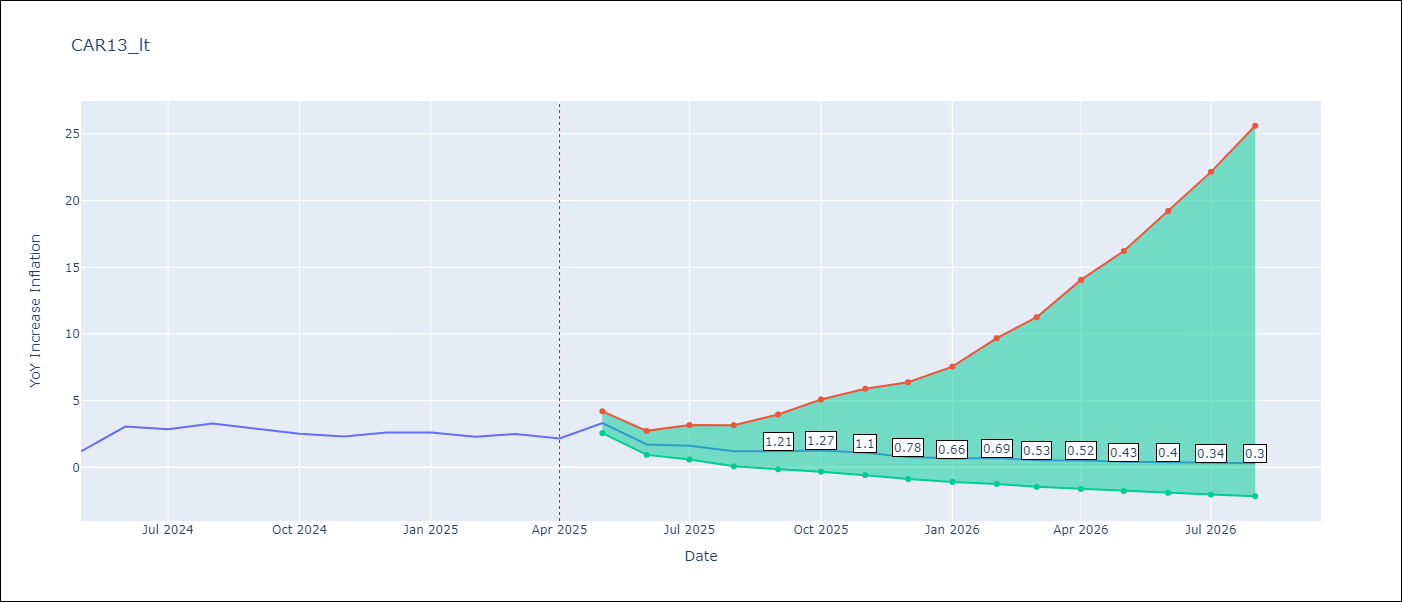 CAR13_lt
YoY Increase Inflation
25
20
15
10
5
0
1.21
1.27
1.1
0.78
0.66
0.69
0.53
0.52
0.43
0.4
0.34
0.3
Jul 2024
Oct 2024
Jan 2025
Apr 2025
Jul 2025
Oct 2025
Jan 2026
Apr 2026
Jul 2026
Date